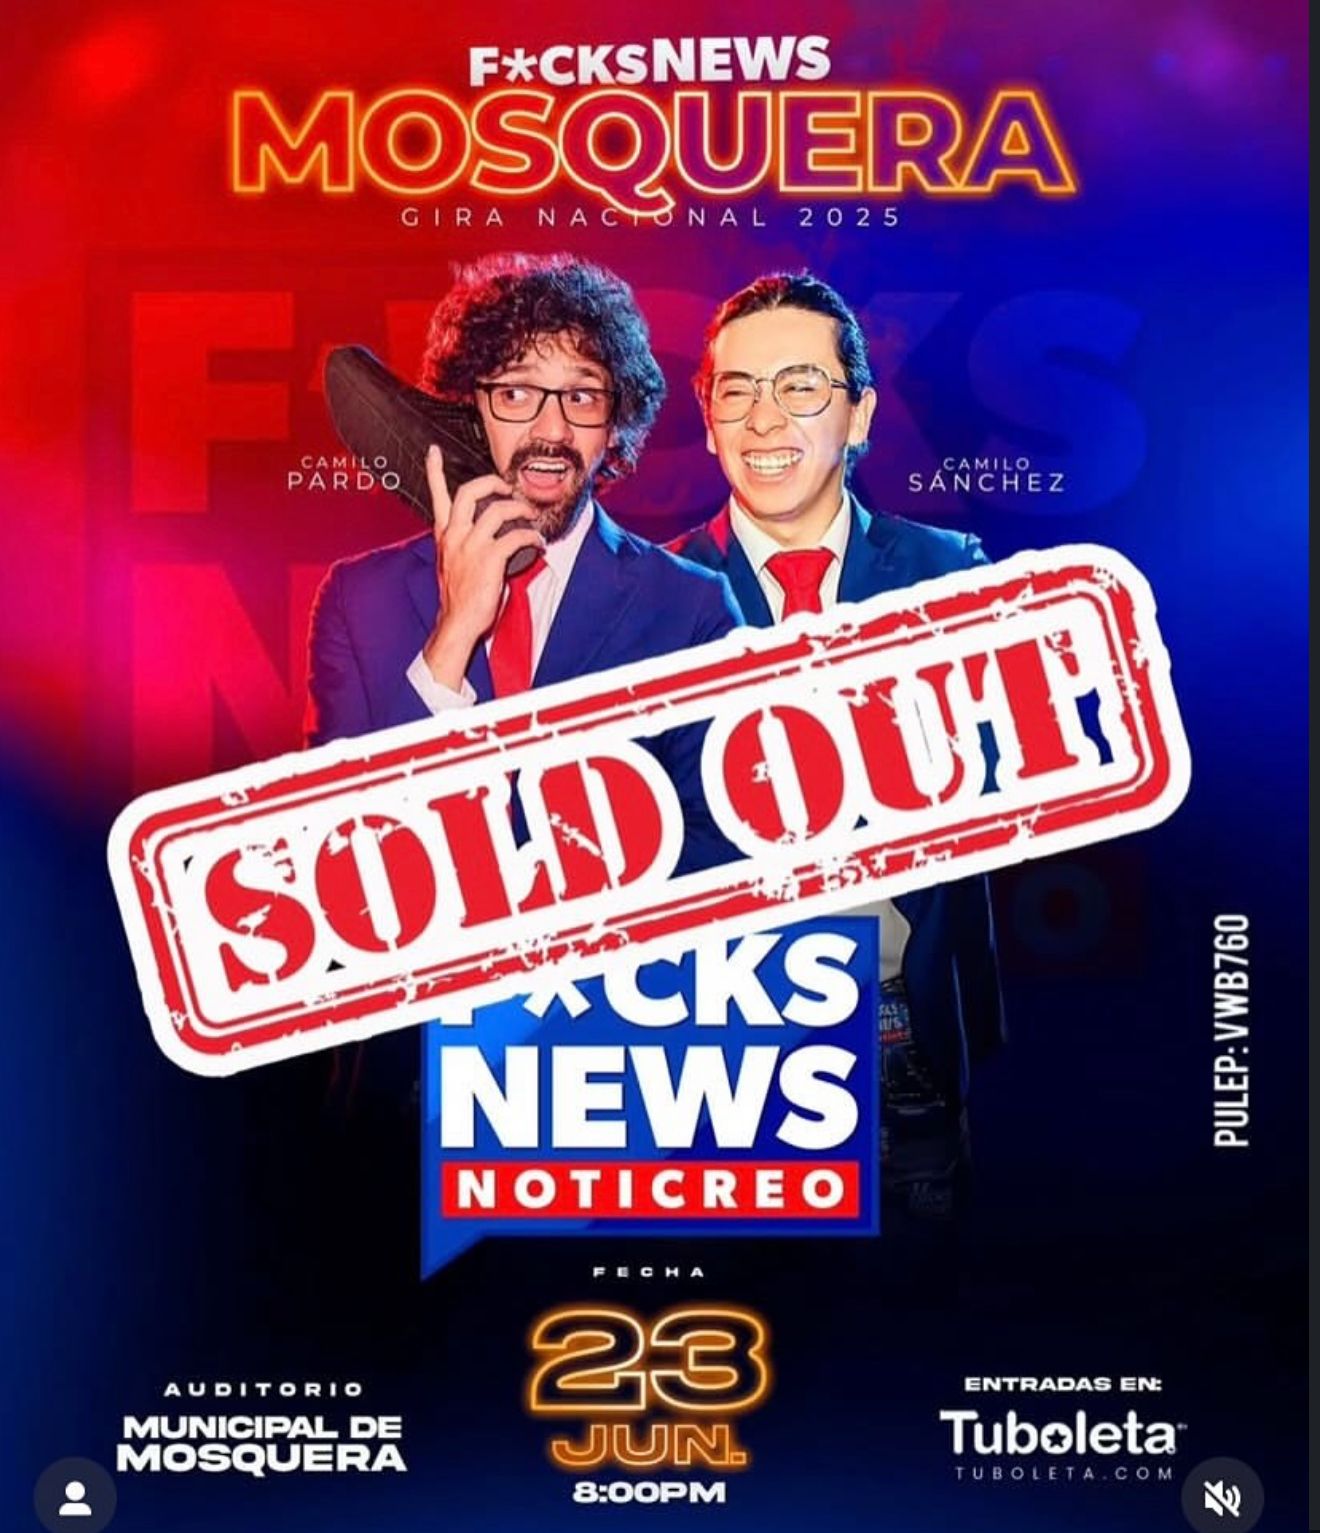 F*CKSNEWS
MOSQUERA
GIRA NACIONAL 2025
F*CKS
N
CAMILO
PARDO
CAMILO
SÁNCHEZ
SOLD OUT
F*CKS
NEWS
NOTICREO
PULEP: VWB760
FECHA
23
JUN.
8:00PM
AUDITORIO
MUNICIPAL DE
MOSQUERA
ENTRADAS EN:
Tuboleta
TUBOLETA.COM